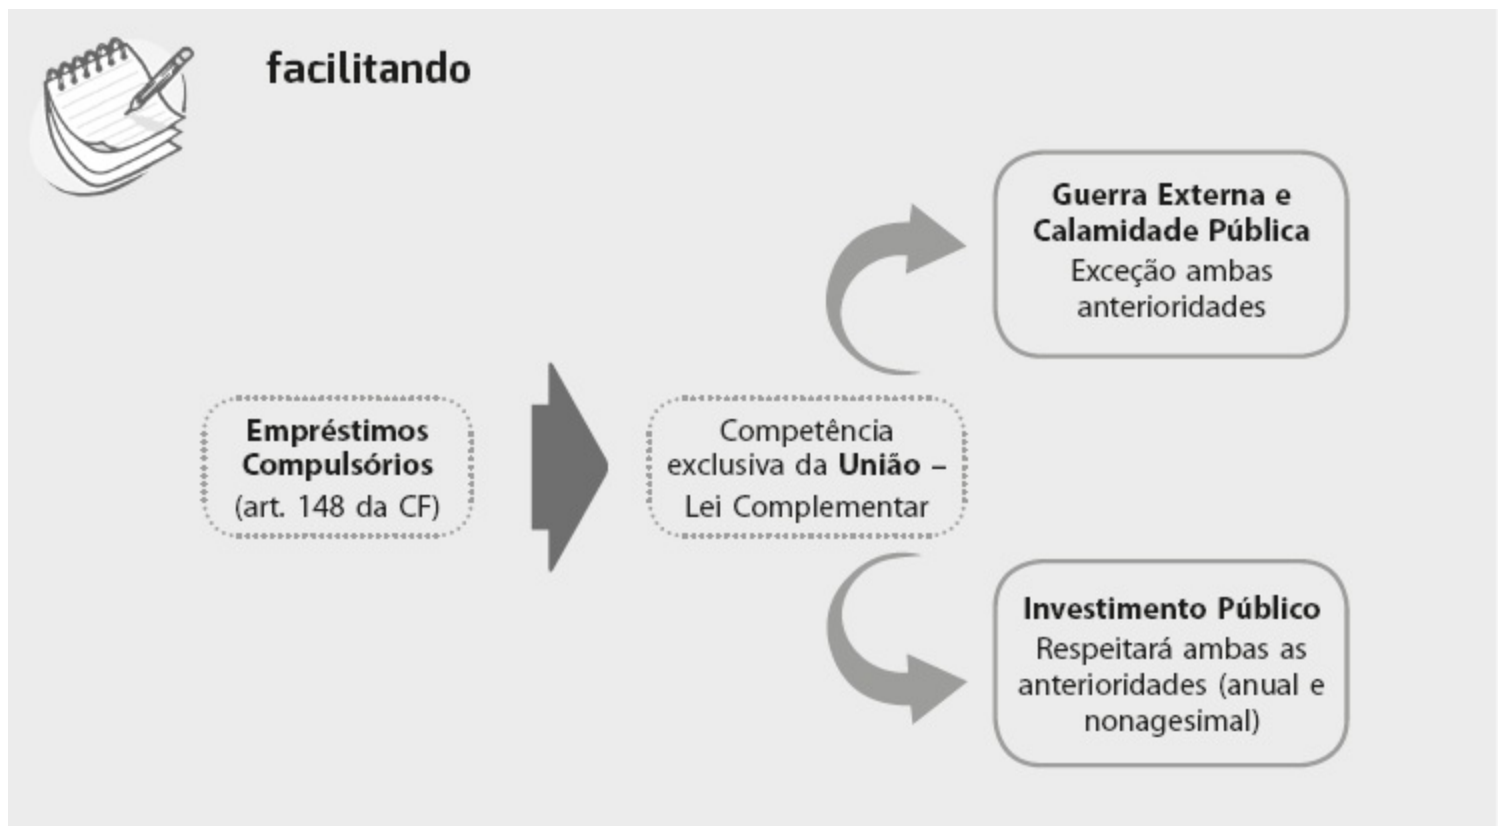 facilitando
Empréstimos
Compulsórios
(art. 148 da CF)
Competência
exclusiva da União –
Lei Complementar
Guerra Externa e
Calamidade Pública
Exceção ambas
anterioridades
Investimento Público
Respeitará ambas as
anterioridades (anual e
nonagesimal)